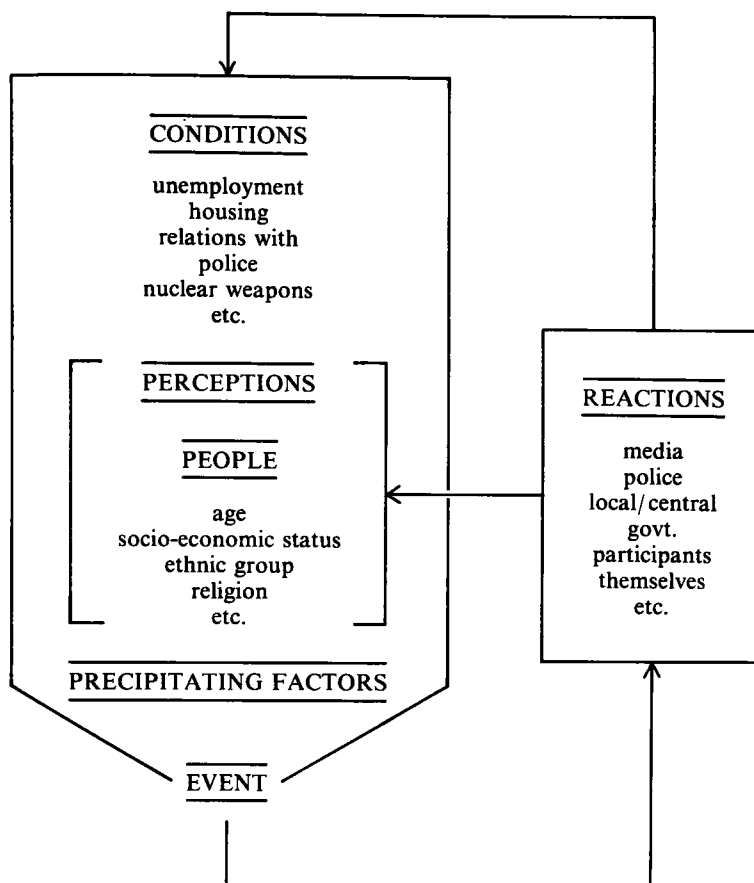 CONDITIONS
unemployment
housing
relations with
police
nuclear weapons
etc.
PERCEPTIONS
PEOPLE
age
socio-economic status
ethnic group
religion
etc.
PRECIPITATING FACTORS
EVENT
REACTIONS
media
police
local/central
govt.
participants
themselves
etc.